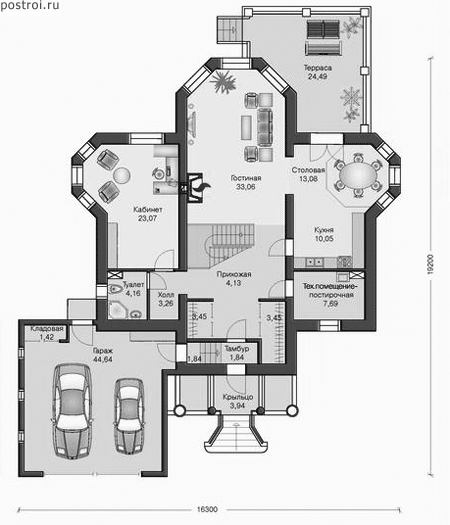 postroi.ru
Терраса
24,49
Гостиная
33,06
Столовая
13,08
Кабинет
23,07
Кухня
10,05
Прихожая
4,13
Туалет
4,16
Холл
3,26
Тех.помещение-
постирочная
7,69
3,45
3,45
Кладовая
1,42
Гараж
44,64
1,84
Тамбур
1,84
Крыльцо
3,94
19200
16300